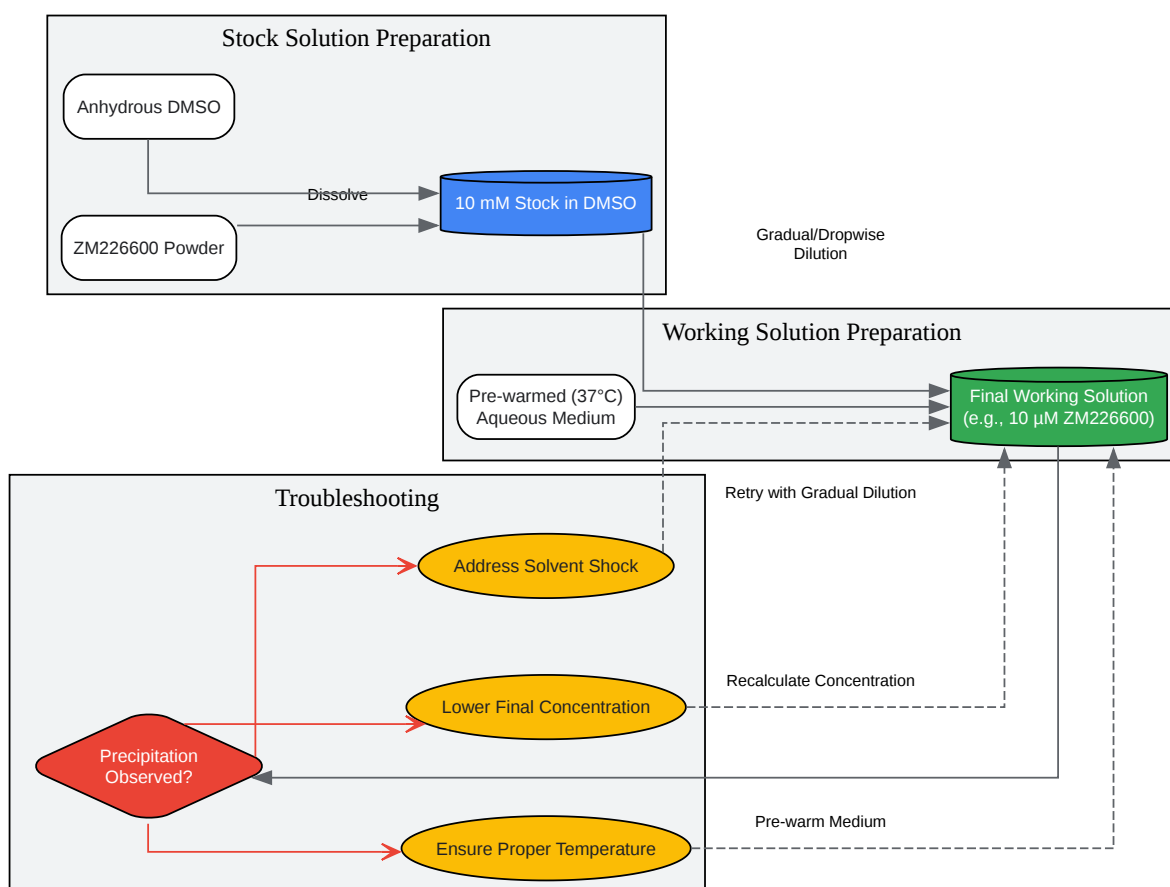 Stock Solution Preparation
Anhydrous DMSO
Dissolve
10 mM Stock in DMSO
ZM226600 Powder
Gradual/Dropwise
Dilution
Working Solution Preparation
Pre-warmed (37°C)
Aqueous Medium
Final Working Solution
(e.g., 10 µM ZM226600)
Troubleshooting
Retry with Gradual Dilution
Address Solvent Shock
Recalculate Concentration
Lower Final Concentration
Precipitation
Observed?
Pre-warm Medium
Ensure Proper Temperature